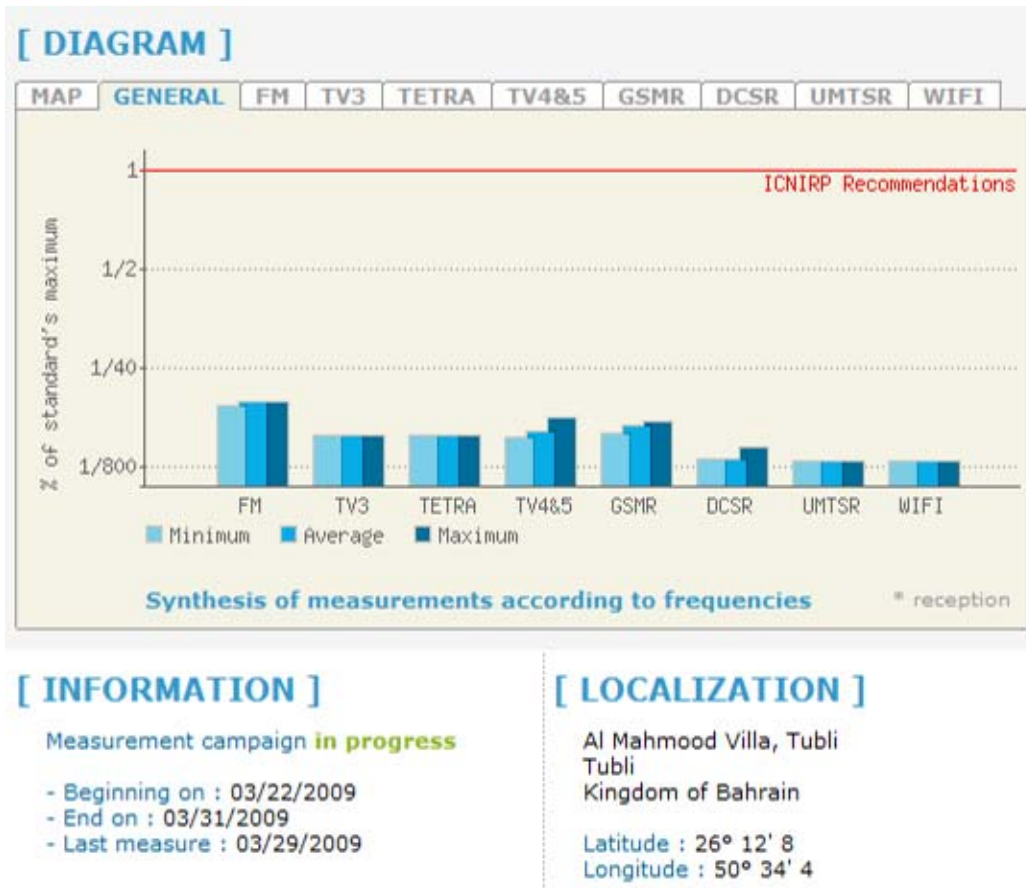 [ DIAGRAM ]
MAP GENERAL FM TV3 TETRA TV4&5 GSMR DCSR UMTSR WIFI
% of standard's maximum
1
ICNIRP Recommendations
1/2
1/40
1/800
FM TV3 TETRA TV4&5 GSMR DCSR UMTSR WIFI
Minimum Average Maximum
Synthesis of measurements according to frequencies
* reception
[ INFORMATION ]
Measurement campaign in progress
- Beginning on : 03/22/2009
- End on : 03/31/2009
- Last measure : 03/29/2009
[ LOCALIZATION ]
Al Mahmood Villa, Tubli
Tubli
Kingdom of Bahrain
Latitude : 26° 12' 8
Longitude : 50° 34' 4